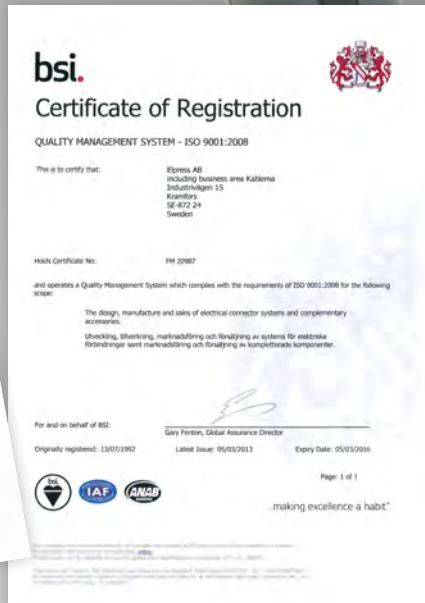 bsi.
Certificate of Registration
QUALITY MANAGEMENT SYSTEM - ISO 9001:2008
This is to certify that:
Elpress AB
including business area Kablema
Industrivägen 15
Kramfors
SE-872 24
Sweden
Holds Certificate No:
FM 20987
and operates a Quality Management System which complies with the requirements of ISO 9001:2008 for the following
scope:
The design, manufacture and sales of electrical connector systems and complementary
accessories.
Utveckling, tillverkning, marknadsföring och försäljning av systems för elektriska
förbindningar samt marknadsföring och försäljning av kompletterade komponenter.
For and on behalf of BSI:
Gary Fenton, Global Assurance Director
Originally registered: 13/07/1992
Latest Issue: 05/03/2013
Expiry Date: 05/03/2016
Page: 1 of 1
bsi.
IAF
ANAB
...making excellence a habit."